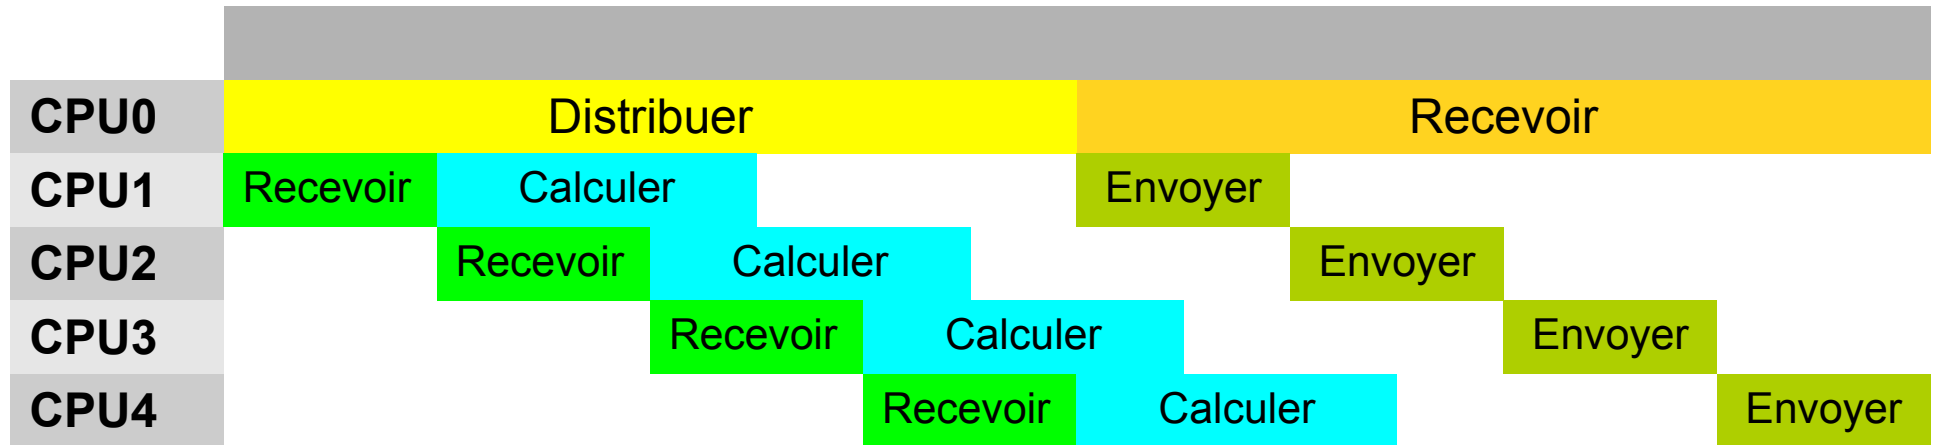 CPU0 Distribuer Recevoir
CPU1 Recevoir Calculer Envoyer
CPU2 Recevoir Calculer Envoyer
CPU3 Recevoir Calculer Envoyer
CPU4 Recevoir Calculer Envoyer